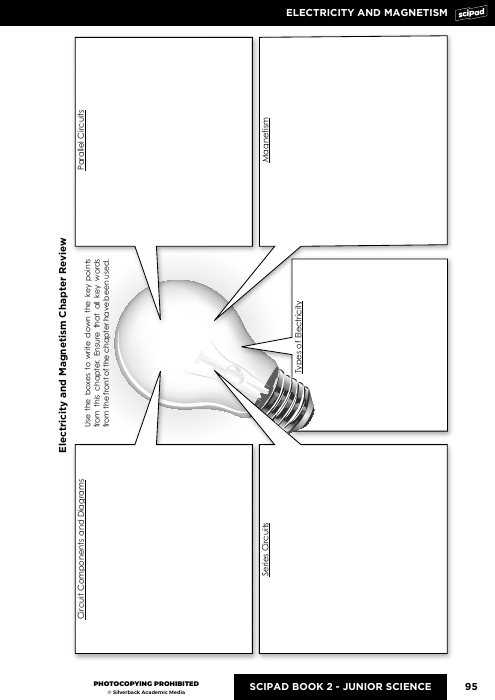 ELECTRICITY AND MAGNETISM
scipad
Electricity and Magnetism Chapter Review
Use the boxes to write down the key points
from this chapter. Ensure that all key words
from the front of the chapter have been used.
Circuit Components and Diagrams
Parallel Circuits
Series Circuits
Types of Electricity
Magnetism
PHOTOCOPYING PROHIBITED
© Silverback Academic Media
SCIPAD BOOK 2 - JUNIOR SCIENCE
95